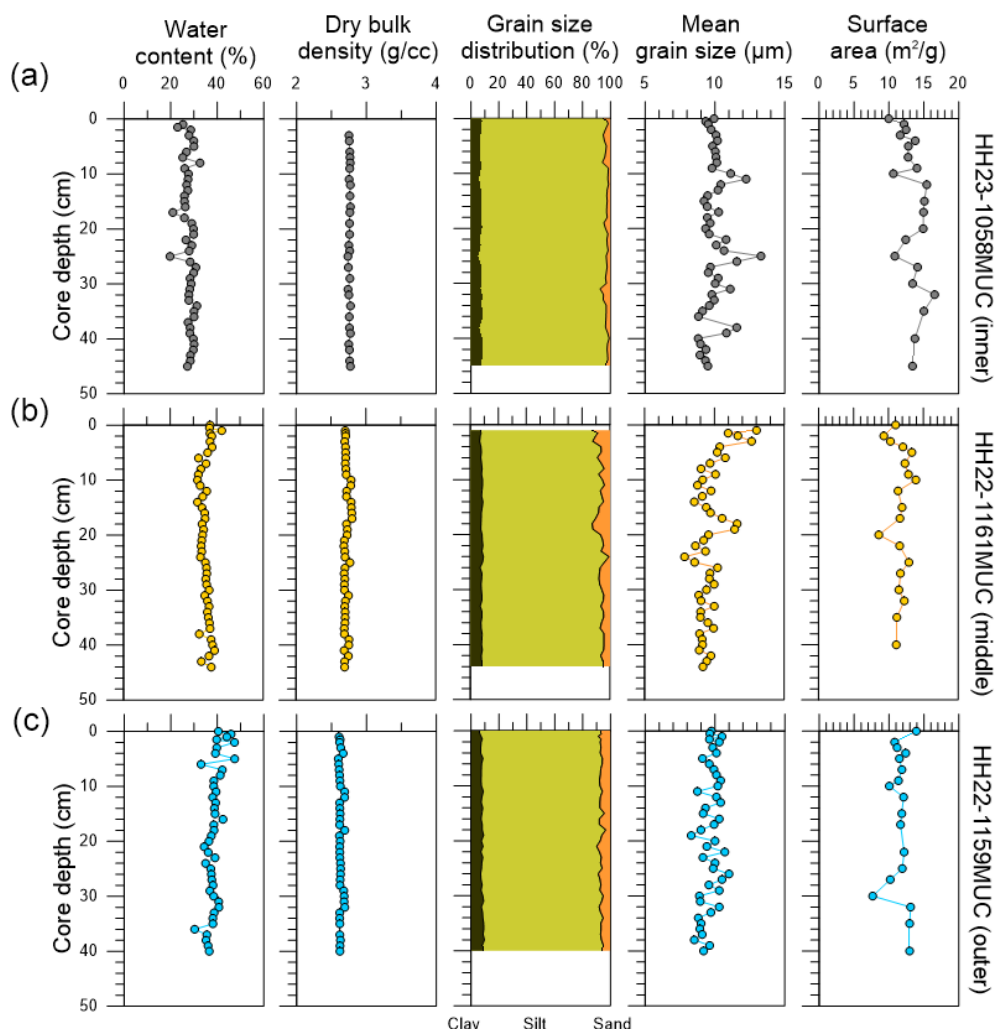 Water
content (%)
Dry bulk
density (g/cc)
Grain size
distribution (%)
Mean
grain size (µm)
Surface
area (m²/g)
(a)
0 20 40 60
2 3 4
0 20 40 60 80 100
5 10 15
0 5 10 15 20
Core depth (cm)
0
10
20
30
40
50
HH23-1058MUC (inner)
(b)
Core depth (cm)
0
10
20
30
40
50
HH22-1161MUC (middle)
(c)
Core depth (cm)
0
10
20
30
40
50
HH22-1159MUC (outer)
Clay Silt Sand